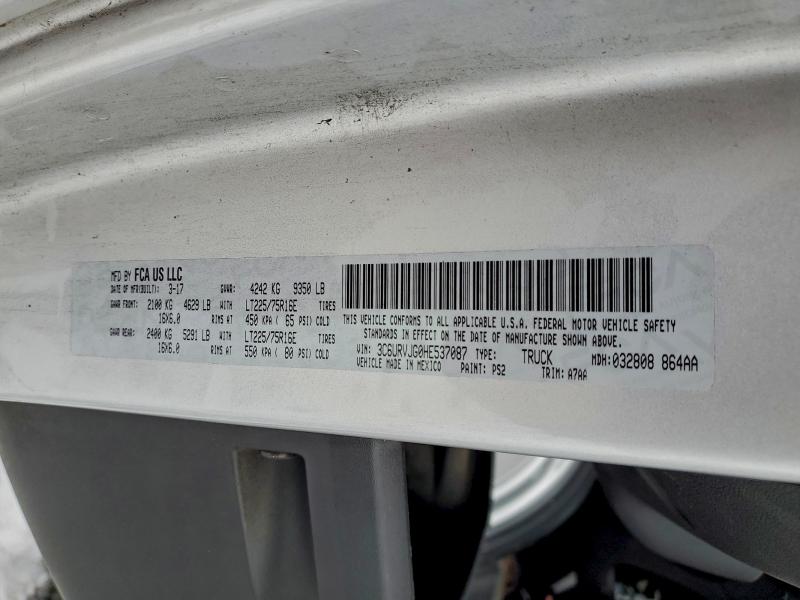 MFD BY FCA US LLC
DATE OF MFR(BUILT): 3-17 GVWR: 4242 KG 9350 LB
GAWR FRONT: 2100 KG 4629 LB WITH LT225/75R16E TIRES
16X6.0 RIMS AT 450 KPA ( 65 PSI) COLD
GAWR REAR: 2400 KG 5291 LB WITH LT225/75R16E TIRES
16X6.0 RIMS AT 550 KPA ( 80 PSI) COLD
THIS VEHICLE CONFORMS TO ALL APPLICABLE U.S.A. FEDERAL MOTOR VEHICLE SAFETY
STANDARDS IN EFFECT ON THE DATE OF MANUFACTURE SHOWN ABOVE.
VIN: 3C6URVJG0HE537087 TYPE: TRUCK MDH: 032808 864AA
VEHICLE MADE IN MEXICO PAINT: PS2 TRIM: A7AA